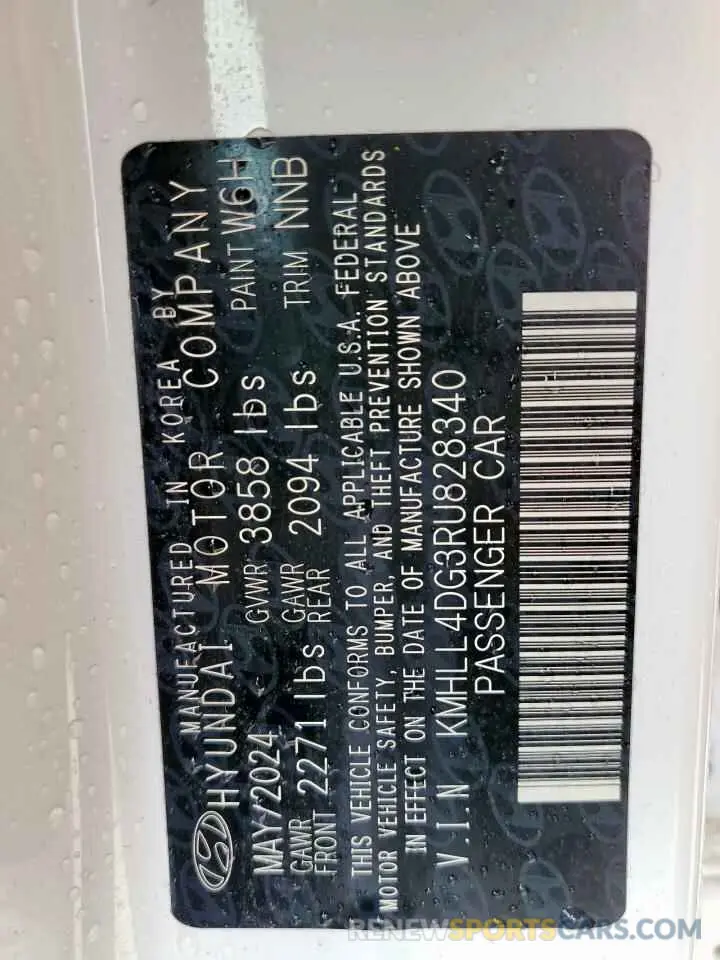 MANUFACTURED IN KOREA BY
HYUNDAI MOTOR COMPANY
MAY/2024 GVWR 3858 lbs PAINT W6H
GAWR FRONT 2271 lbs GAWR REAR 2094 lbs TRIM NNB
THIS VEHICLE CONFORMS TO ALL APPLICABLE U.S.A. FEDERAL
MOTOR VEHICLE SAFETY, BUMPER, AND THEFT PREVENTION STANDARDS
IN EFFECT ON THE DATE OF MANUFACTURE SHOWN ABOVE
V.I.N KMHLL4DG3RU828340
PASSENGER CAR
RENEWSPORTSCARS.COM